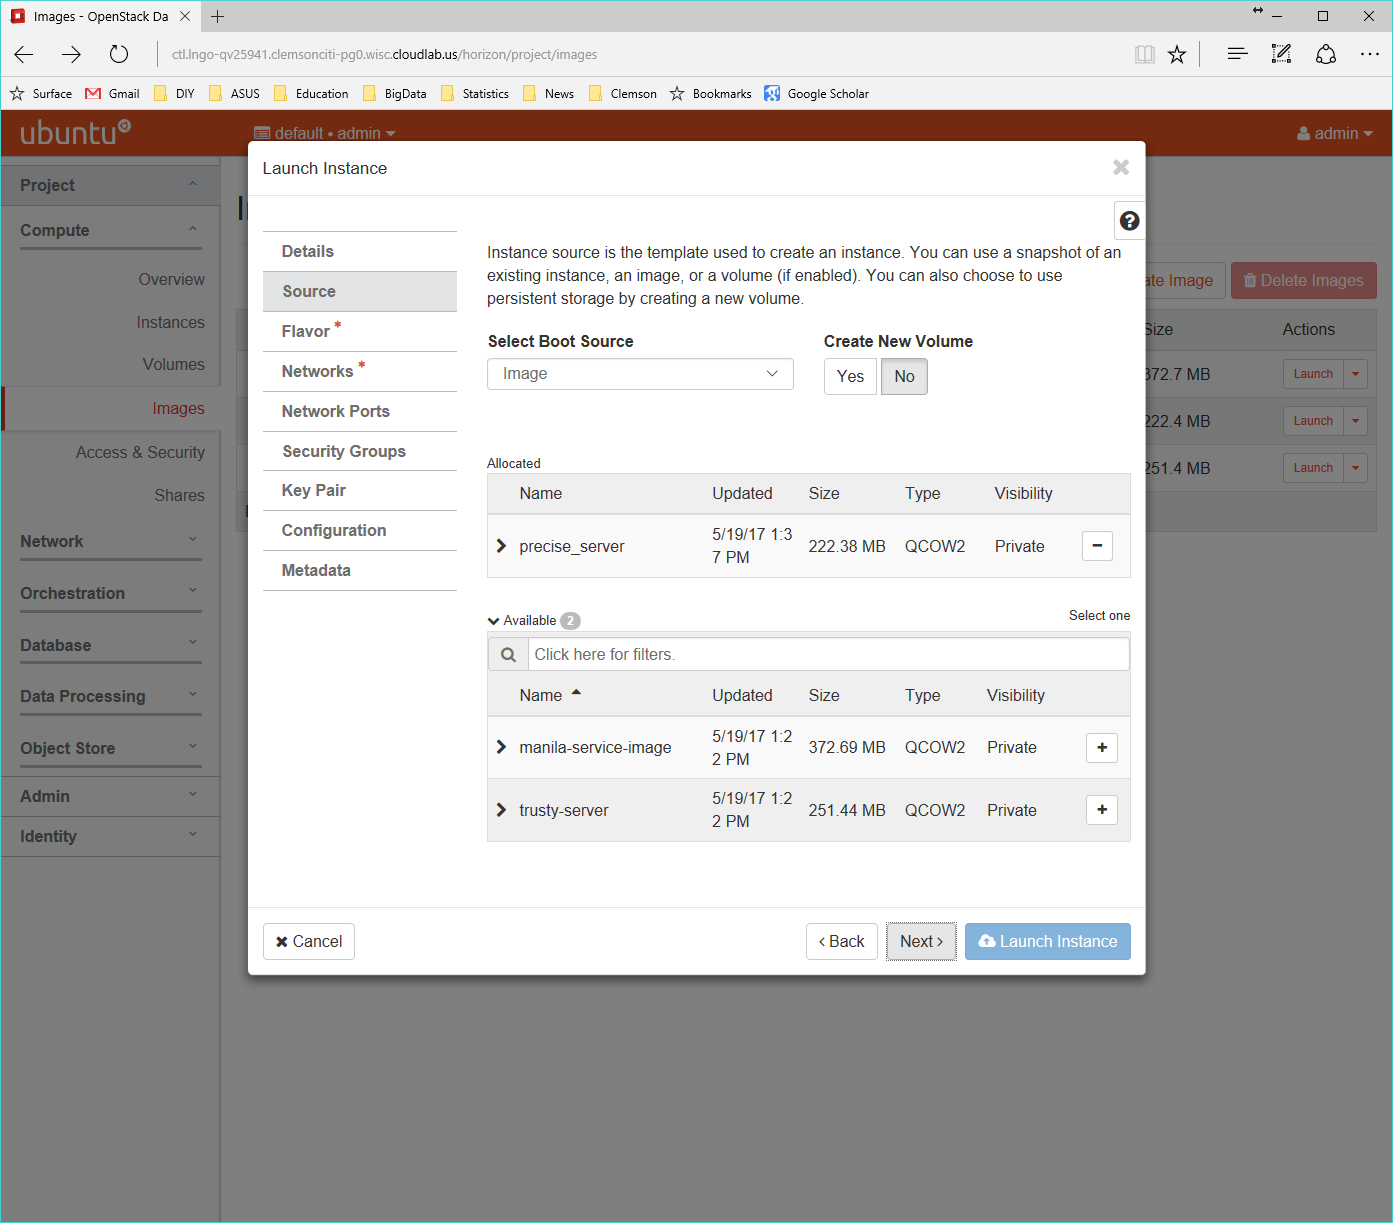 Images - OpenStack Da
ctl.lngo-qv25941.clemsonciti-pg0.wisc.cloudlab.us/horizon/project/images
Surface Gmail DIY ASUS Education BigData Statistics News Clemson Bookmarks Google Scholar
ubuntu default • admin admin
Project
Compute
Overview
Instances
Volumes
Images
Access & Security
Shares
Network
Orchestration
Database
Data Processing
Object Store
Admin
Identity
Launch Instance
Details
Source
Flavor *
Networks *
Network Ports
Security Groups
Key Pair
Configuration
Metadata
Instance source is the template used to create an instance. You can use a snapshot of an
existing instance, an image, or a volume (if enabled). You can also choose to use
persistent storage by creating a new volume.
Select Boot Source Create New Volume
Image Yes No
Allocated
Name Updated Size Type Visibility
precise_server 5/19/17 1:3 222.38 MB QCOW2 Private
7 PM
Available 2 Select one
Click here for filters.
Name Updated Size Type Visibility
manila-service-image 5/19/17 1:2 372.69 MB QCOW2 Private
2 PM
trusty-server 5/19/17 1:2 251.44 MB QCOW2 Private
2 PM
Cancel < Back Next > Launch Instance
ate Image Delete Images
Size Actions
372.7 MB Launch
222.4 MB Launch
251.4 MB Launch